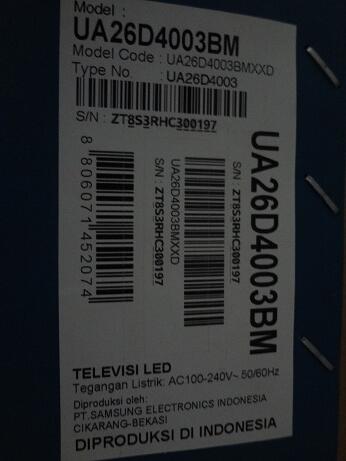 Model :
UA26D4003BM
Model Code : UA26D4003BMXXD
Type No. : UA26D4003
S/N : ZT8S3RHC300197
8 806071 452074
UA26D4003BMXXD
S/N : ZT8S3RHC300197
S/N : ZT8S3RHC300197
UA26D4003BM
TELEVISI LED
Tegangan Listrik: AC100-240V~ 50/60Hz
Diproduksi oleh:
PT.SAMSUNG ELECTRONICS INDONESIA
CIKARANG-BEKASI
DIPRODUKSI DI INDONESIA